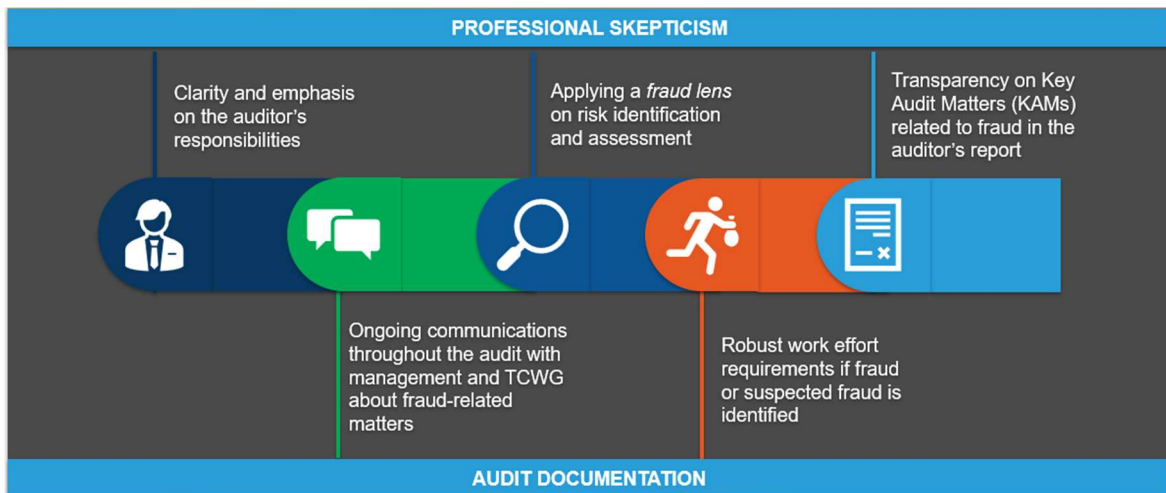 PROFESSIONAL SKEPTICISM
Clarity and emphasis
on the auditor’s
responsibilities
Applying a fraud lens
on risk identification
and assessment
Transparency on Key
Audit Matters (KAMs)
related to fraud in the
auditor’s report
Ongoing communications
throughout the audit with
management and TCWG
about fraud-related
matters
Robust work effort
requirements if fraud
or suspected fraud is
identified
AUDIT DOCUMENTATION